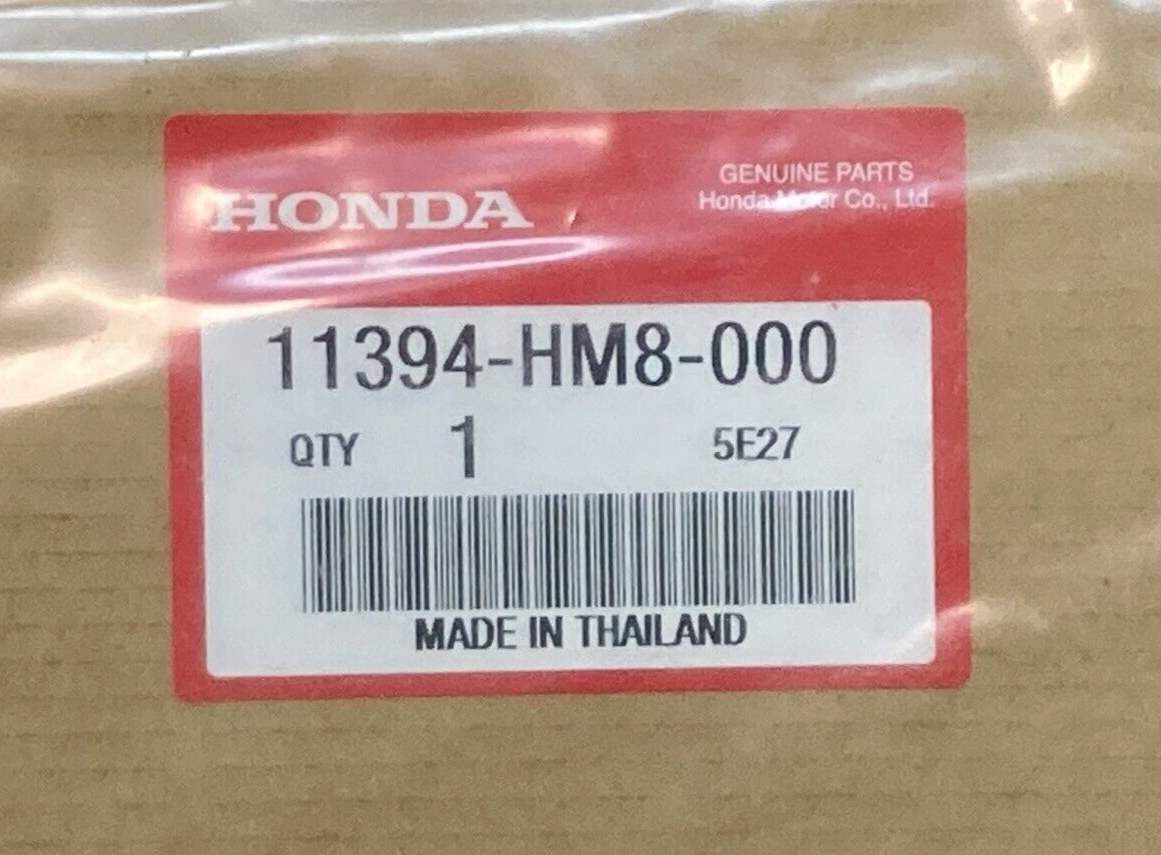 HONDA
GENUINE PARTS
Honda Motor Co., Ltd.
11394-HM8-000
QTY 1 5E27
MADE IN THAILAND